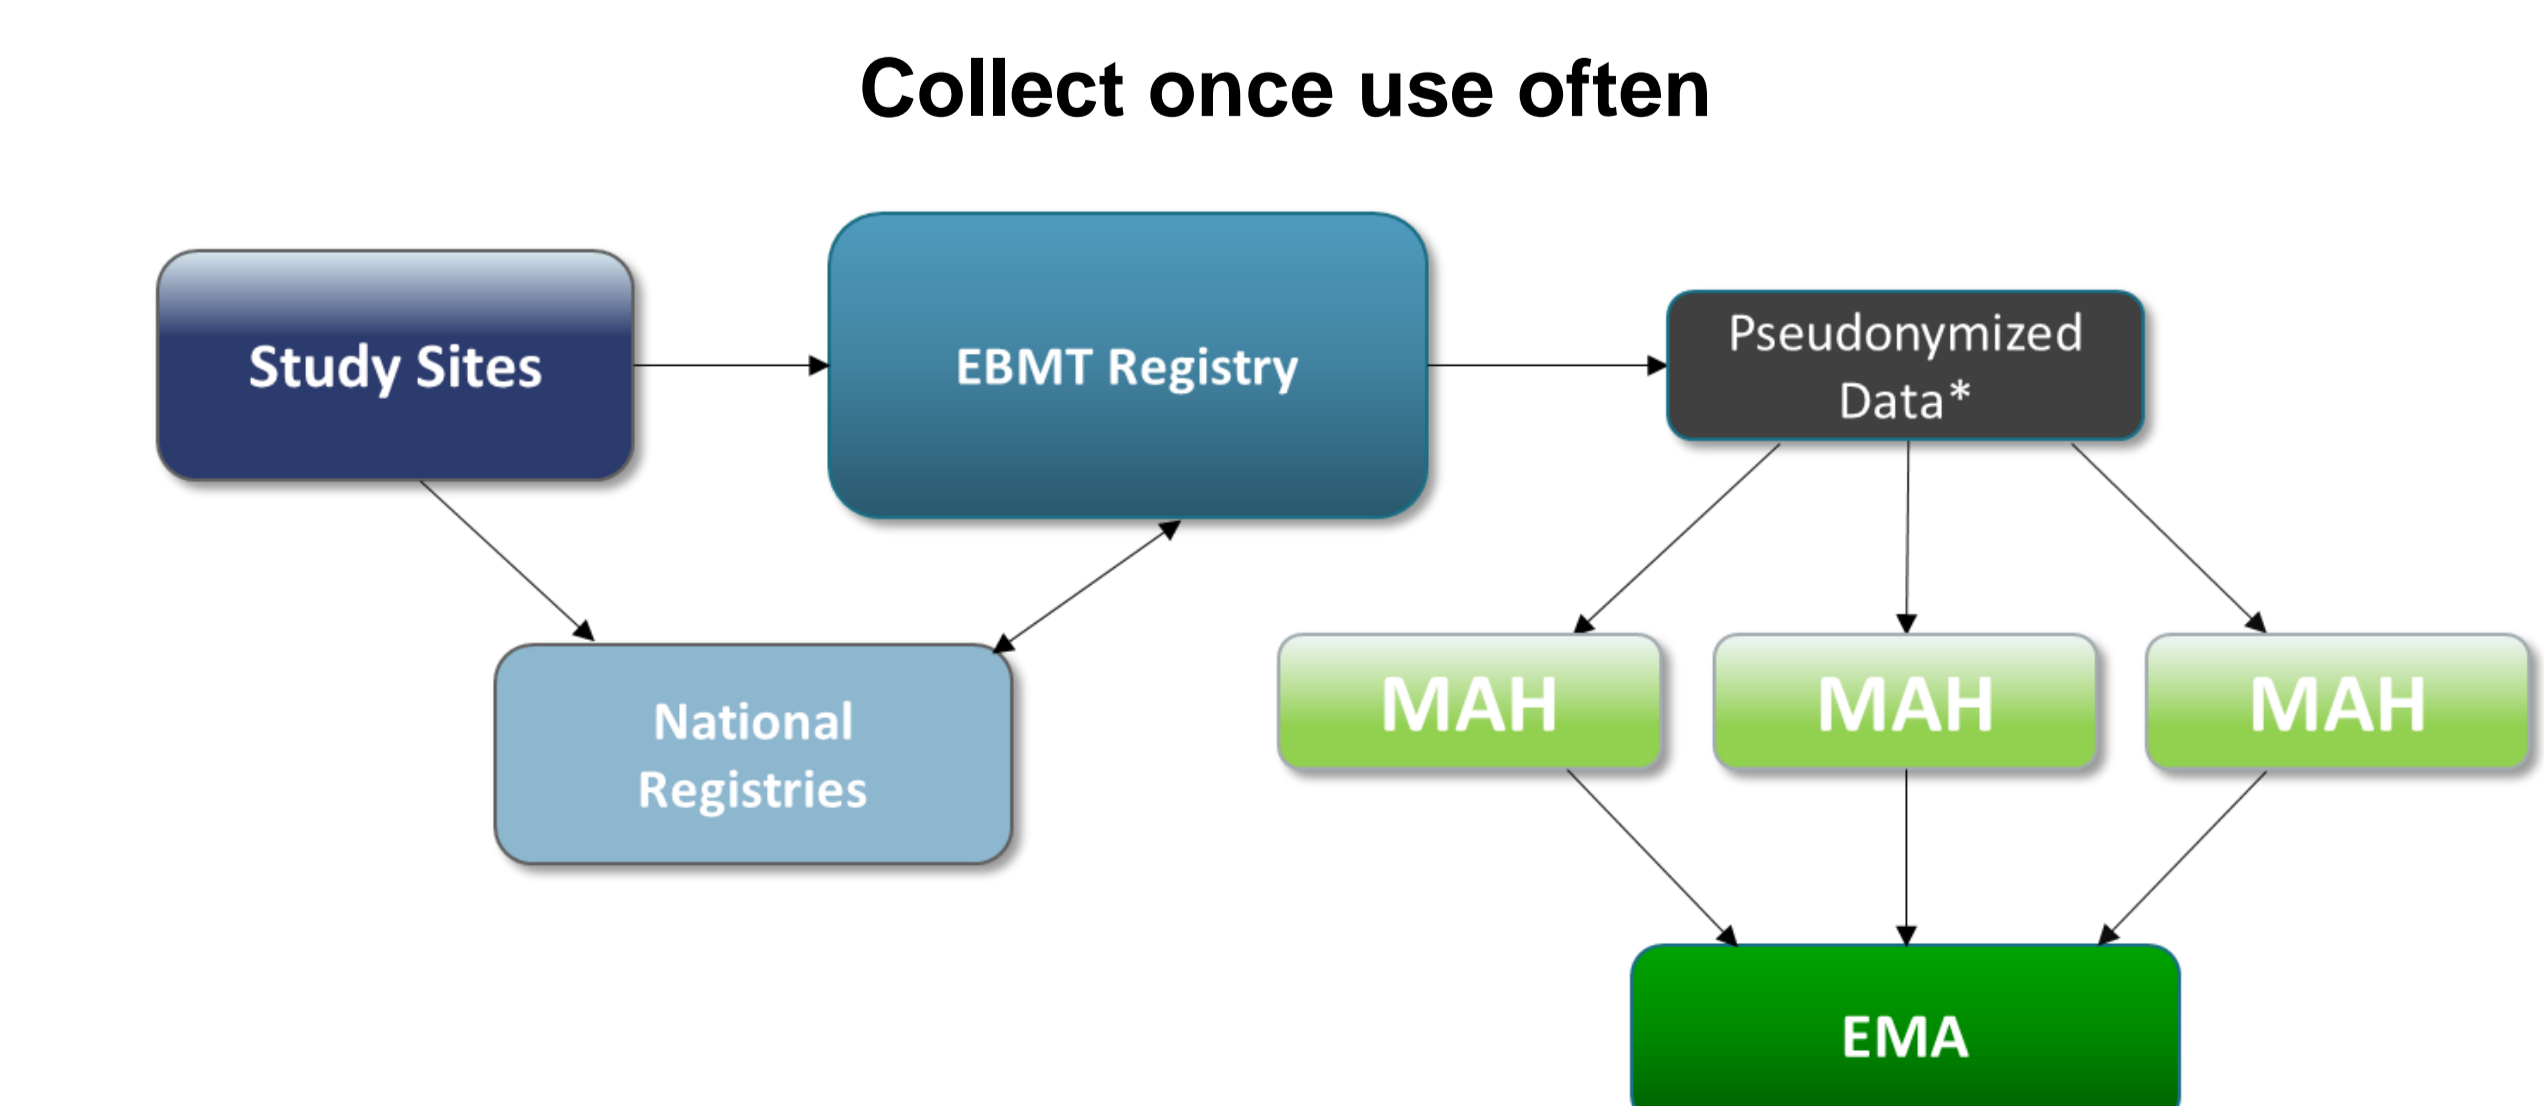 Collect once use often
Study Sites
EBMT Registry
Pseudonymized
Data*
National
Registries
MAH
MAH
MAH
EMA